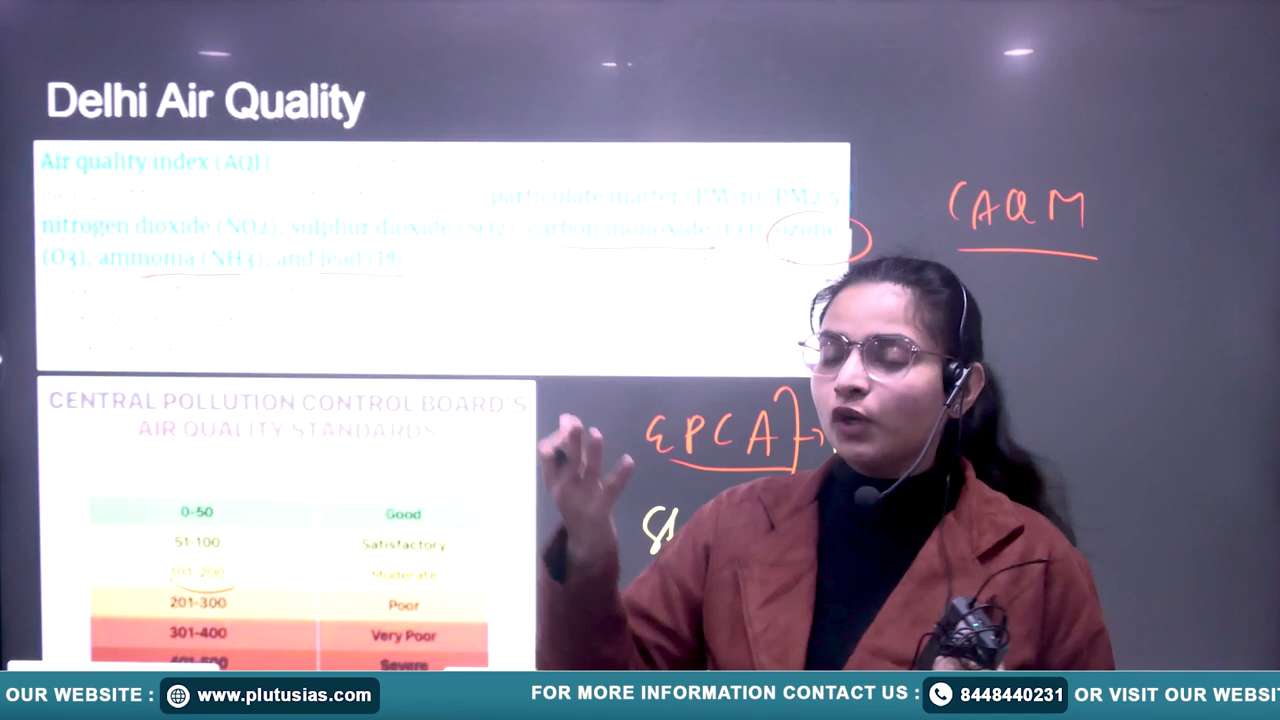 Delhi Air Quality
Air quality index (AQI)
particulate matter (PM 10, PM2.5,
nitrogen dioxide (NO2), sulphur dioxide (SO2), carbon monoxide (CO), ozone
(O3), ammonia (NH3), and lead (Pb)
CAQM
CENTRAL POLLUTION CONTROL BOARD'S
AIR QUALITY STANDARDS
EPCA
0-50 Good
51-100 Satisfactory
101-200 Moderate
201-300 Poor
301-400 Very Poor
401-500 Severe
OUR WEBSITE : www.plutusias.com FOR MORE INFORMATION CONTACT US : 8448440231 OR VISIT OUR WEBSIT